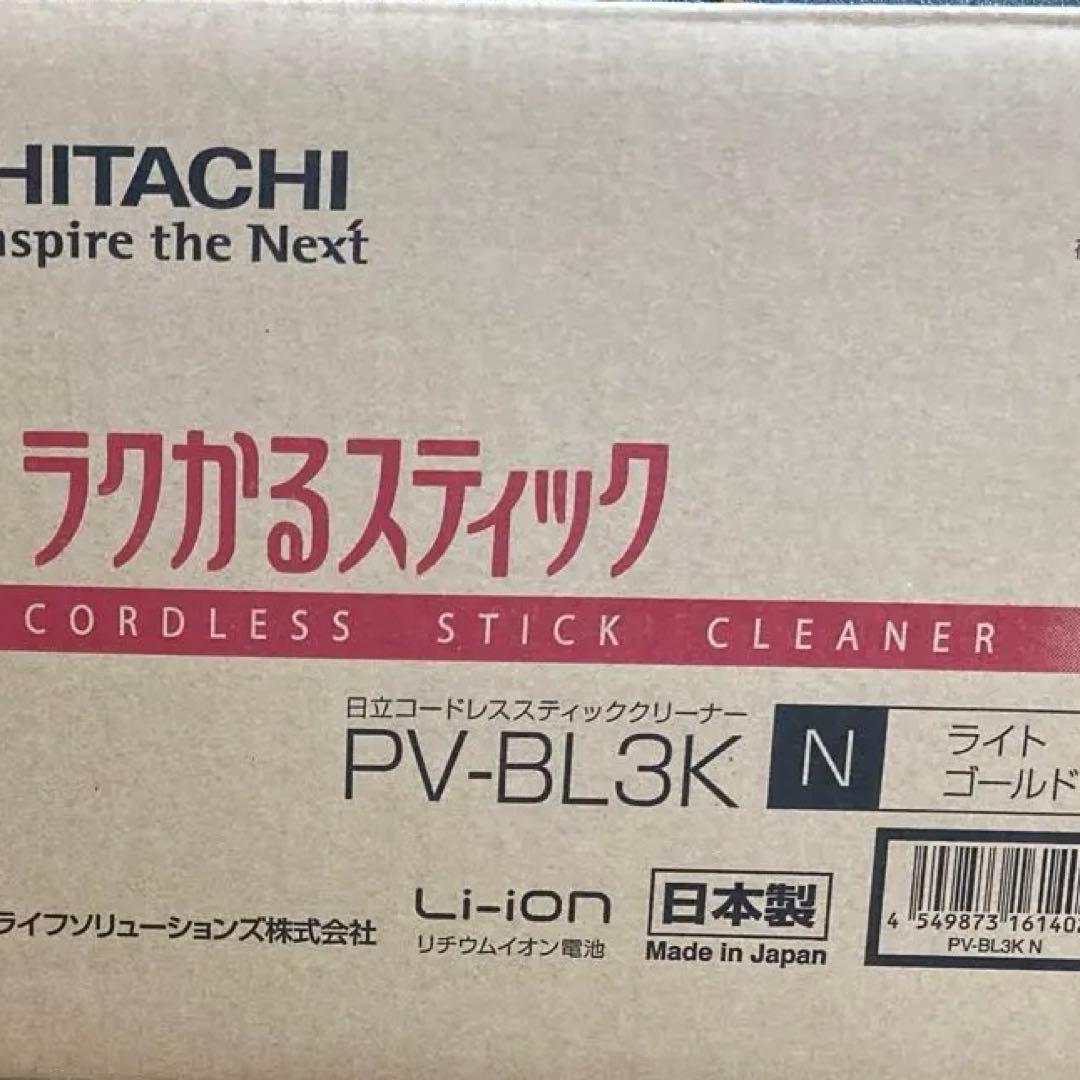 HITACHI
nspire the Next
ラクかるスティック
CORDLESS STICK CLEANER
日立コードレススティッククリーナー
PV-BL3K N ライト
ゴールド
Li-ion
リチウムイオン電池
日本製
Made in Japan
ライフソリューションズ株式会社
4 549873 16140
PV-BL3K N